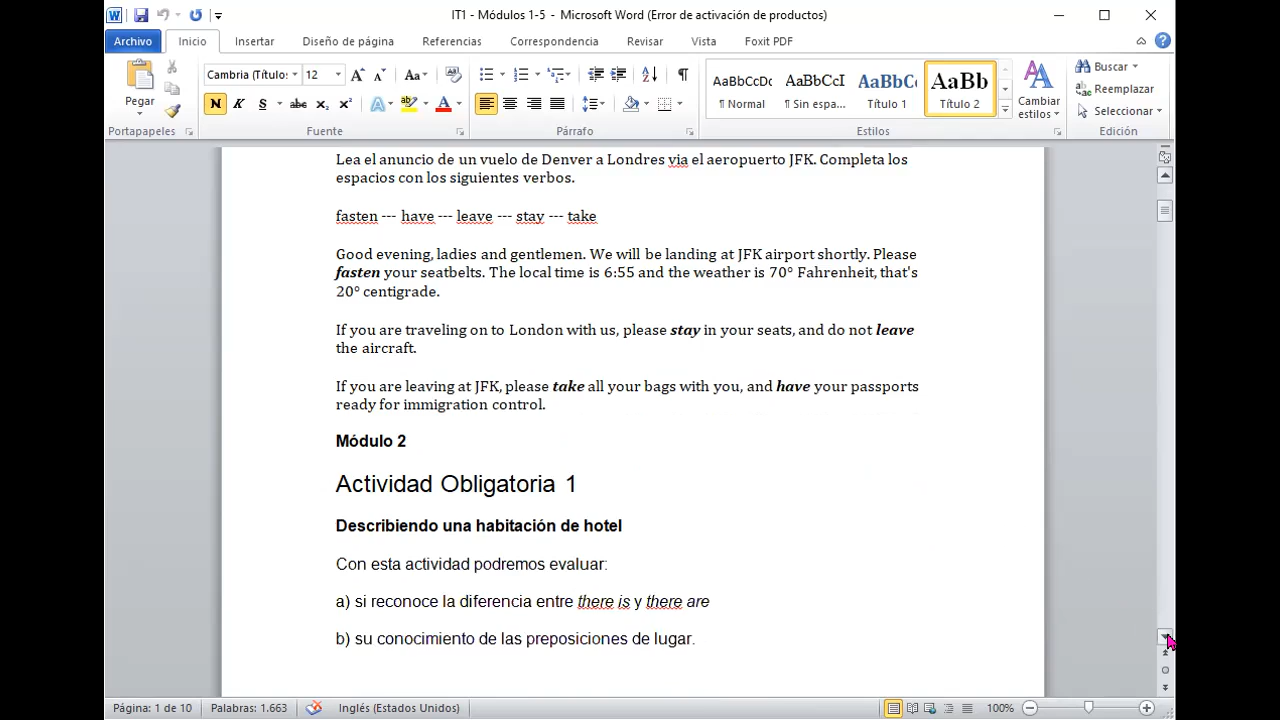 IT1 - Módulos 1-5 - Microsoft Word (Error de activación de productos)
Archivo Inicio Insertar Diseño de página Referencias Correspondencia Revisar Vista Foxit PDF
Pegar
Portapapeles
Cambria (Título: 12
Fuente
Párrafo
AaBbCcDc AaBbCcI AaBbCc AaBb
¶ Normal ¶ Sin espa... Título 1 Título 2
Estilos
Cambiar estilos
Buscar
Reemplazar
Seleccionar
Edición
Lea el anuncio de un vuelo de Denver a Londres via el aeropuerto JFK. Completa los
espacios con los siguientes verbos.
fasten --- have --- leave --- stay --- take
Good evening, ladies and gentlemen. We will be landing at JFK airport shortly. Please
fasten your seatbelts. The local time is 6:55 and the weather is 70° Fahrenheit, that's
20° centigrade.
If you are traveling on to London with us, please stay in your seats, and do not leave
the aircraft.
If you are leaving at JFK, please take all your bags with you, and have your passports
ready for immigration control.
Módulo 2
Actividad Obligatoria 1
Describiendo una habitación de hotel
Con esta actividad podremos evaluar:
a) si reconoce la diferencia entre there is y there are
b) su conocimiento de las preposiciones de lugar.
Página: 1 de 10 Palabras: 1.663 Inglés (Estados Unidos) 100%